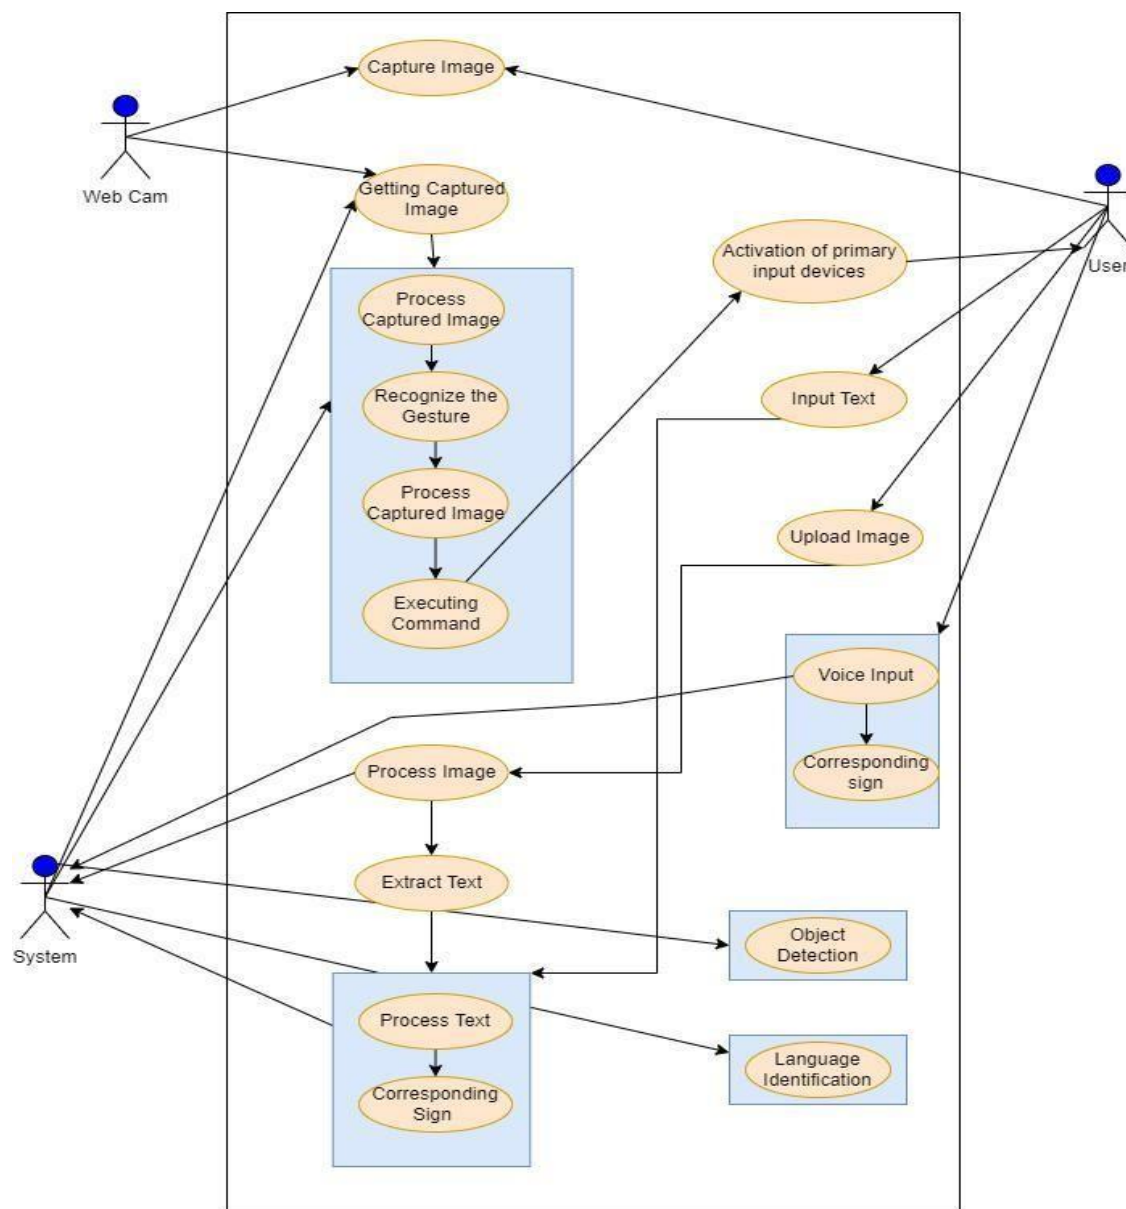 Capture Image
Web Cam
Getting Captured
Image
User
Activation of primary
input devices
Process
Captured Image
Recognize the
Gesture
Input Text
Process
Captured Image
Upload Image
Executing
Command
Voice Input
Corresponding
sign
Process Image
Extract Text
System
Object
Detection
Process Text
Language
Identification
Corresponding
Sign